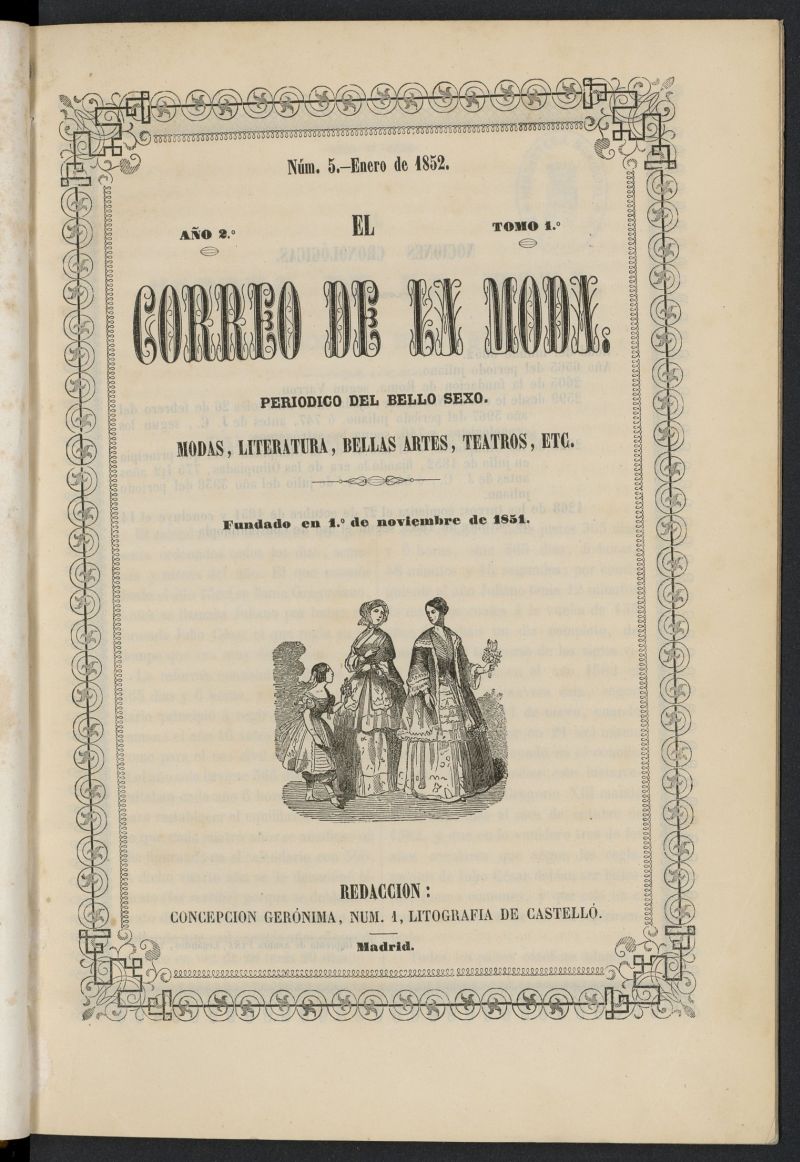 Núm. 5.–Enero de 1852.
AÑO 2.º
EL
TOMO 1.º
CORREO DE LA MODA.
PERIODICO DEL BELLO SEXO.
MODAS, LITERATURA, BELLAS ARTES, TEATROS, ETC.
Fundado en 1.º de noviembre de 1851.
REDACCION:
CONCEPCION GERÓNIMA, NUM. 1, LITOGRAFIA DE CASTELLÓ.
Madrid.